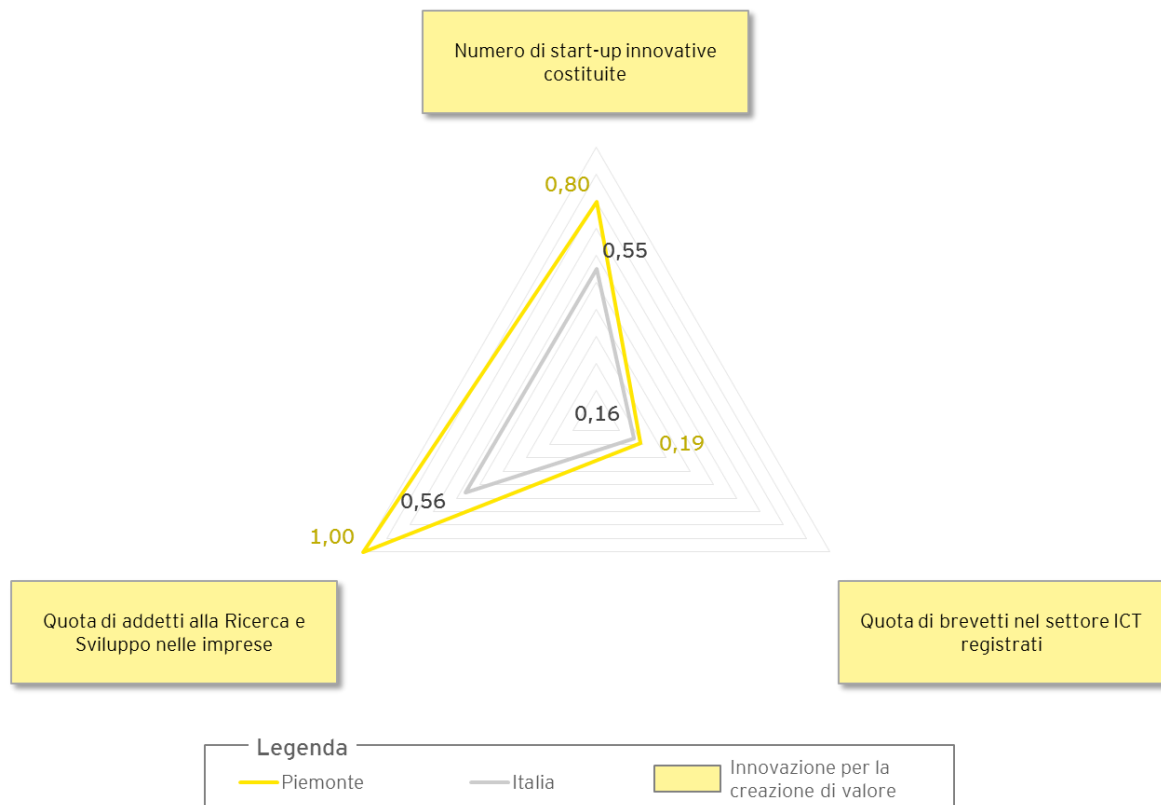 Numero di start-up innovative
costituite
0,80
0,55
0,16
0,19
0,56
1,00
Quota di addetti alla Ricerca e
Sviluppo nelle imprese
Quota di brevetti nel settore ICT
registrati
Legenda
Piemonte
Italia
Innovazione per la
creazione di valore